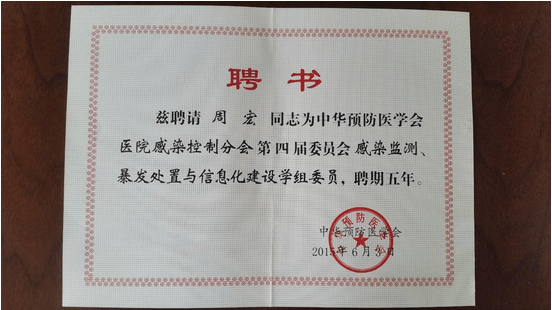 聘书
兹聘请 周 宏 同志为中华预防医学会
医院感染控制分会第四届委员会感染监测、
暴发处置与信息化建设学组委员，聘期五年。
中华预防医学会
2015年6月3日